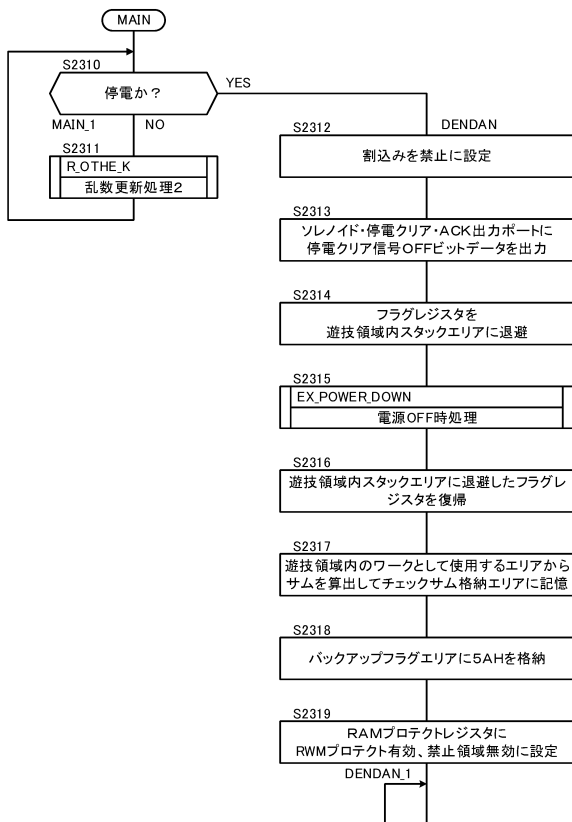 MAIN
S2310
停電か？
YES
MAIN_1
NO
S2311
R_OTHE_K
乱数更新処理２
DENDAN
S2312
割込みを禁止に設定
S2313
ソレノイド・停電クリア・ACK出力ポートに
停電クリア信号OFFビットデータを出力
S2314
フラグレジスタを
遊技領域内スタックエリアに退避
S2315
EX_POWER_DOWN
電源OFF時処理
S2316
遊技領域内スタックエリアに退避したフラグレ
ジスタを復帰
S2317
遊技領域内のワークとして使用するエリアから
サムを算出してチェックサム格納エリアに記憶
S2318
バックアップフラグエリアに５ＡＨを格納
S2319
ＲＡＭプロテクトレジスタに
RWMプロテクト有効、禁止領域無効に設定
DENDAN_1